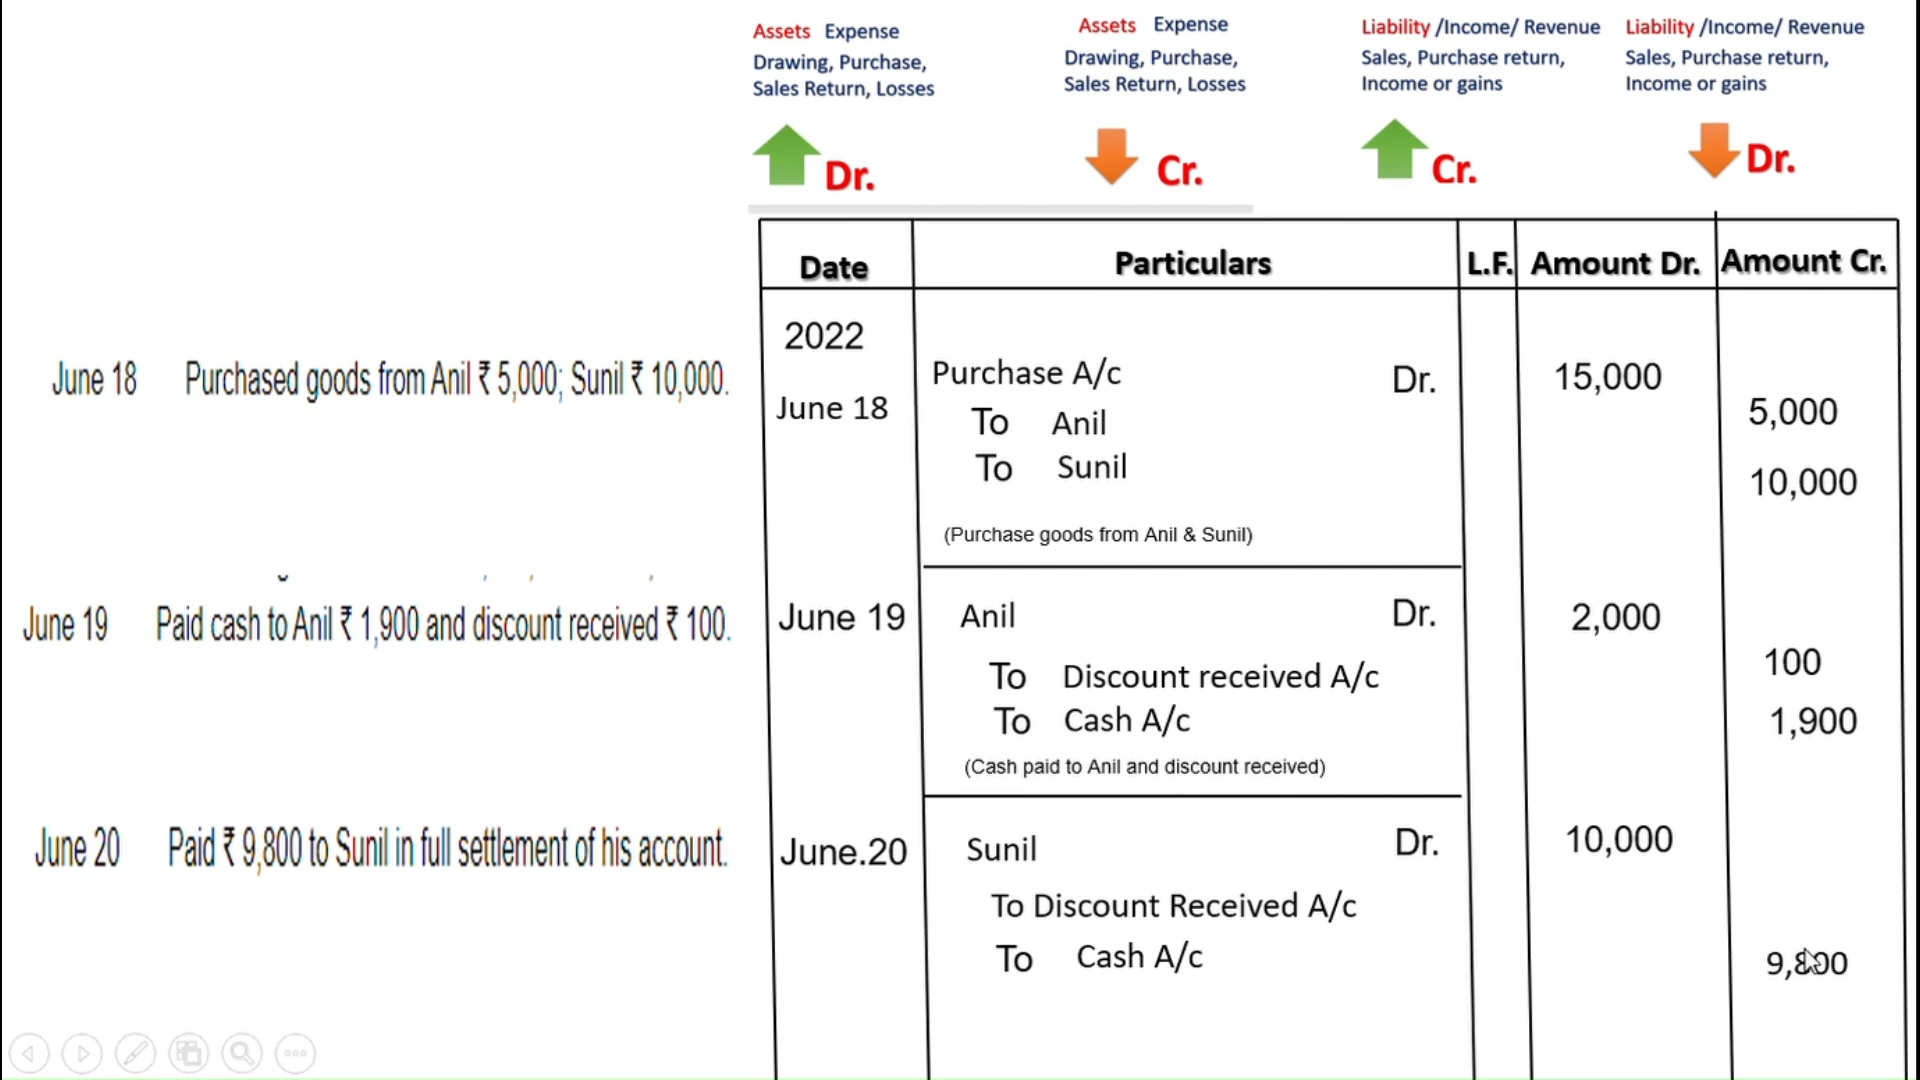 Assets Expense
Drawing, Purchase,
Sales Return, Losses
Dr.
Assets Expense
Drawing, Purchase,
Sales Return, Losses
Cr.
Liability /Income/ Revenue
Sales, Purchase return,
Income or gains
Cr.
Liability /Income/ Revenue
Sales, Purchase return,
Income or gains
Dr.
June 18 Purchased goods from Anil ₹ 5,000; Sunil ₹ 10,000.
June 19 Paid cash to Anil ₹ 1,900 and discount received ₹ 100.
June 20 Paid ₹ 9,800 to Sunil in full settlement of his account.
Date Particulars L.F. Amount Dr. Amount Cr.
2022
June 18 Purchase A/c Dr. 15,000
To Anil 5,000
To Sunil 10,000
(Purchase goods from Anil & Sunil)
June 19 Anil Dr. 2,000
To Discount received A/c 100
To Cash A/c 1,900
(Cash paid to Anil and discount received)
June.20 Sunil Dr. 10,000
To Discount Received A/c
To Cash A/c 9,800